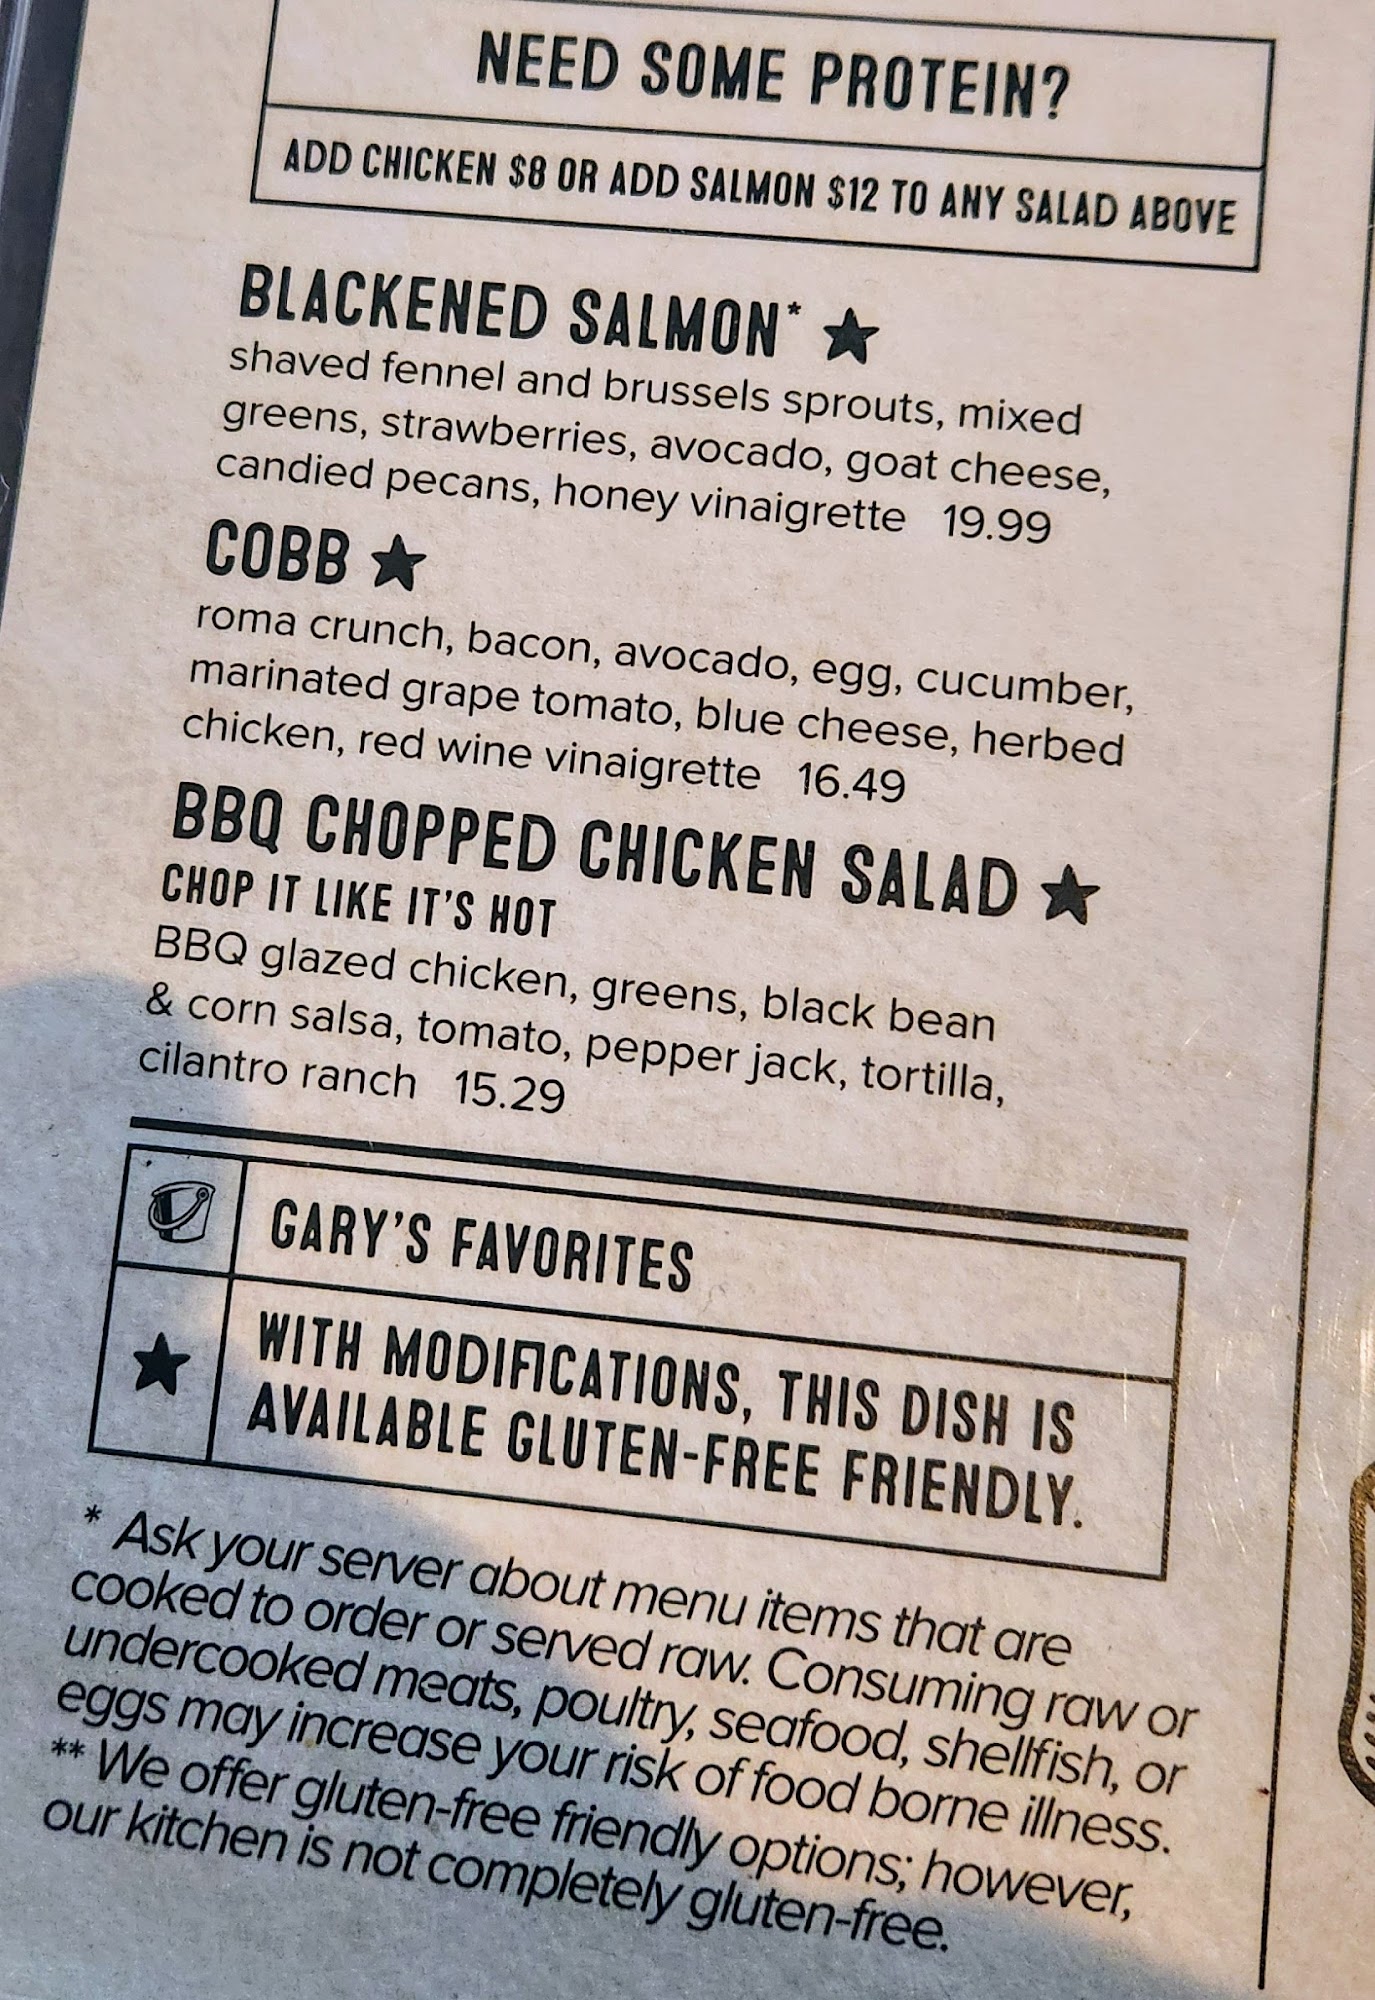 NEED SOME PROTEIN?
ADD CHICKEN $8 OR ADD SALMON $12 TO ANY SALAD ABOVE
BLACKENED SALMON* ★
shaved fennel and brussels sprouts, mixed
greens, strawberries, avocado, goat cheese,
candied pecans, honey vinaigrette 19.99
COBB ★
roma crunch, bacon, avocado, egg, cucumber,
marinated grape tomato, blue cheese, herbed
chicken, red wine vinaigrette 16.49
BBQ CHOPPED CHICKEN SALAD ★
CHOP IT LIKE IT'S HOT
BBQ glazed chicken, greens, black bean
& corn salsa, tomato, pepper jack, tortilla,
cilantro ranch 15.29
GARY'S FAVORITES
★ WITH MODIFICATIONS, THIS DISH IS
AVAILABLE GLUTEN-FREE FRIENDLY.
* Ask your server about menu items that are
cooked to order or served raw. Consuming raw or
undercooked meats, poultry, seafood, shellfish, or
eggs may increase your risk of food borne illness.
** We offer gluten-free friendly options; however,
our kitchen is not completely gluten-free.